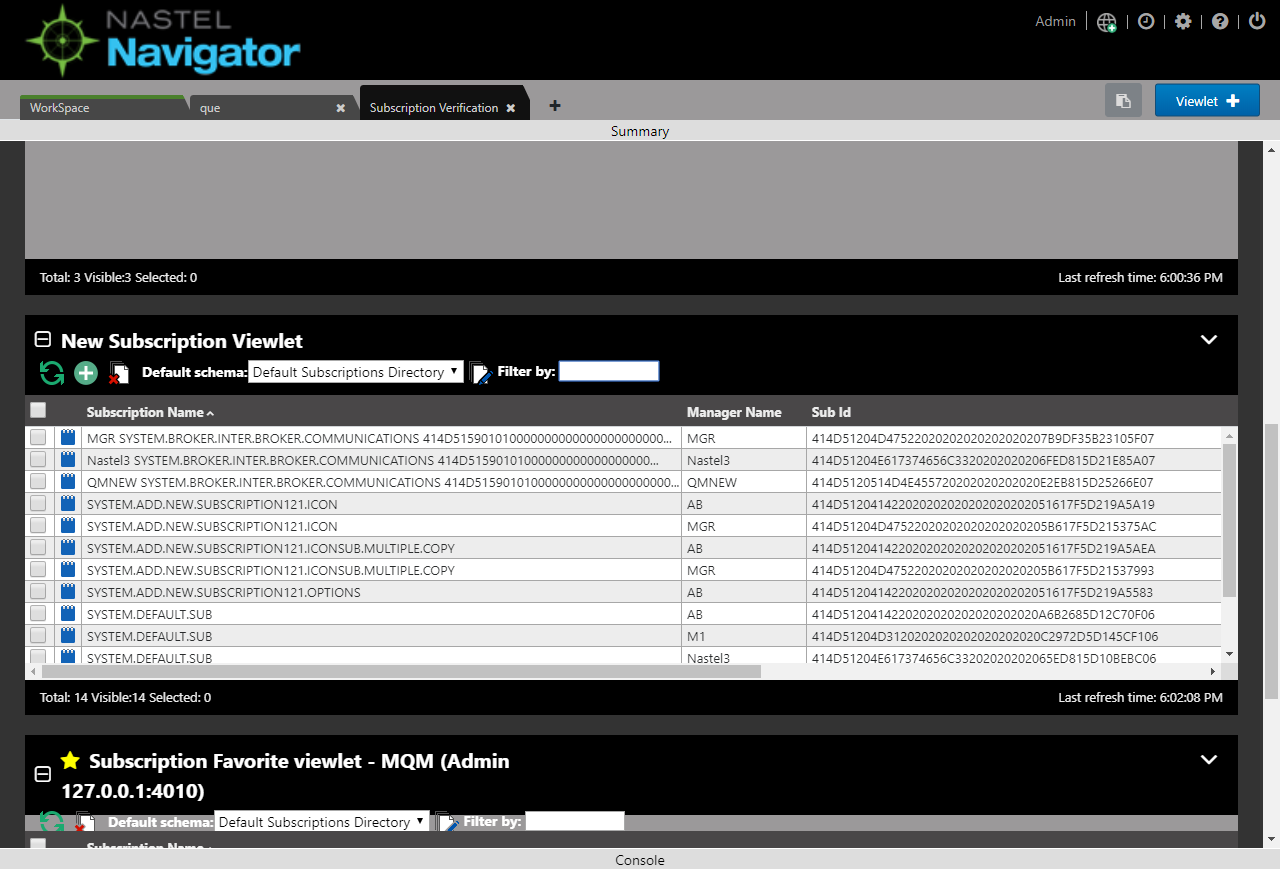 NASTEL
Navigator
Admin
WorkSpace
que
Subscription Verification
Viewlet
Summary
Total: 3 Visible:3 Selected: 0
Last refresh time: 6:00:36 PM
New Subscription Viewlet
Default schema: Default Subscriptions Directory Filter by:
Subscription Name Manager Name Sub Id
MGR SYSTEM.BROKER.INTER.BROKER.COMMUNICATIONS 414D5159010100000000000000000000000... MGR 414D51204D4752202020202020202020207B9DF35B23105F07
Nastel3 SYSTEM.BROKER.INTER.BROKER.COMMUNICATIONS 414D51590101000000000000000000... Nastel3 414D51204E617374656C3320202020206FED815D21E85A07
QMNEW SYSTEM.BROKER.INTER.BROKER.COMMUNICATIONS 414D5159010100000000000000000000... QMNEW 414D5120514D4E455720202020202020E2EB815D25266E07
SYSTEM.ADD.NEW.SUBSCRIPTION121.ICON AB 414D512041422020202020202020202051617F5D219A5A19
SYSTEM.ADD.NEW.SUBSCRIPTION121.ICON MGR 414D51204D47522020202020202020205B617F5D215375AC
SYSTEM.ADD.NEW.SUBSCRIPTION121.ICONSUB.MULTIPLE.COPY AB 414D512041422020202020202020202051617F5D219A5AEA
SYSTEM.ADD.NEW.SUBSCRIPTION121.ICONSUB.MULTIPLE.COPY MGR 414D51204D47522020202020202020205B617F5D21537993
SYSTEM.ADD.NEW.SUBSCRIPTION121.OPTIONS AB 414D512041422020202020202020202051617F5D219A5583
SYSTEM.DEFAULT.SUB AB 414D5120414220202020202020202020A6B2685D12C70F06
SYSTEM.DEFAULT.SUB M1 414D51204D3120202020202020202020C2972D5D145CF106
SYSTEM.DEFAULT.SUB Nastel3 414D51204E617374656C33202020202065ED815D10BEBC06
Total: 14 Visible:14 Selected: 0
Last refresh time: 6:02:08 PM
Subscription Favorite viewlet - MQM (Admin
127.0.0.1:4010)
Default schema: Default Subscriptions Directory Filter by:
Subscription Name
Console